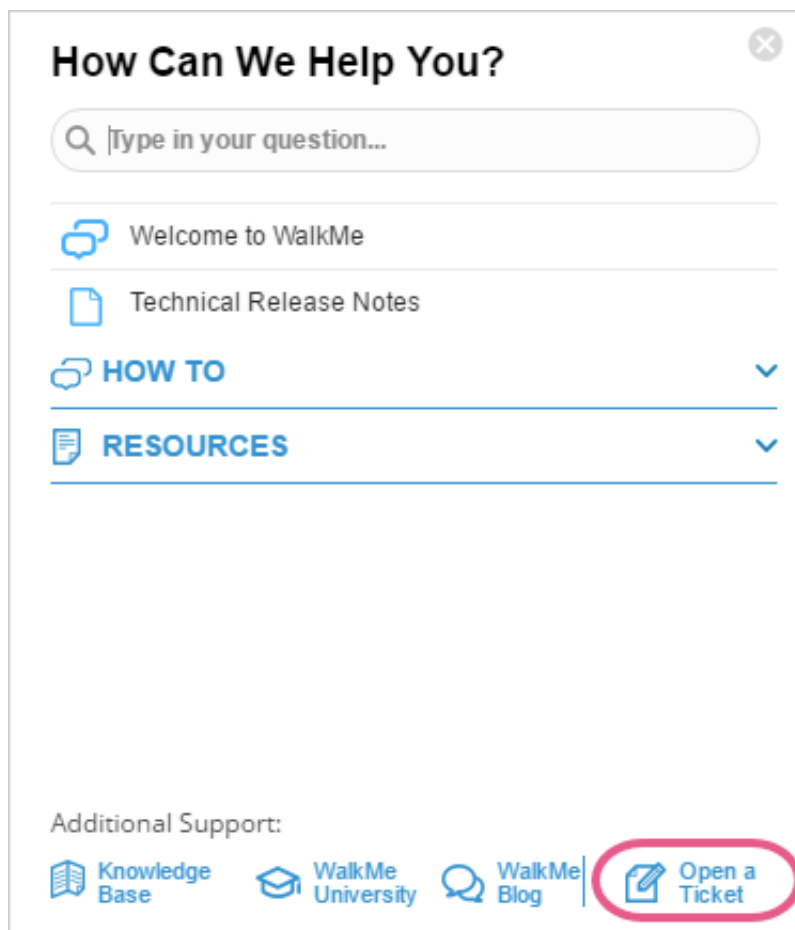 How Can We Help You?
Type in your question...
Welcome to WalkMe
Technical Release Notes
HOW TO
RESOURCES
Additional Support:
Knowledge
Base
WalkMe
University
WalkMe
Blog
Open a
Ticket